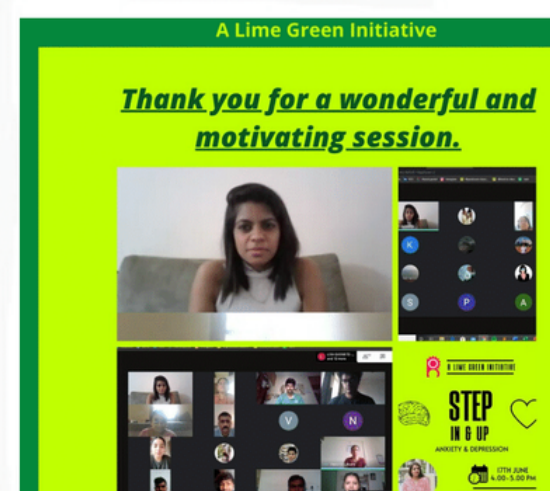 A Lime Green Initiative
Thank you for a wonderful and
motivating session.
K
S
P
A
V
N
A LIME GREEN INITIATIVE
STEP
IN & UP
ANXIETY & DEPRESSION
17TH JUNE
4.00-5.00 PM